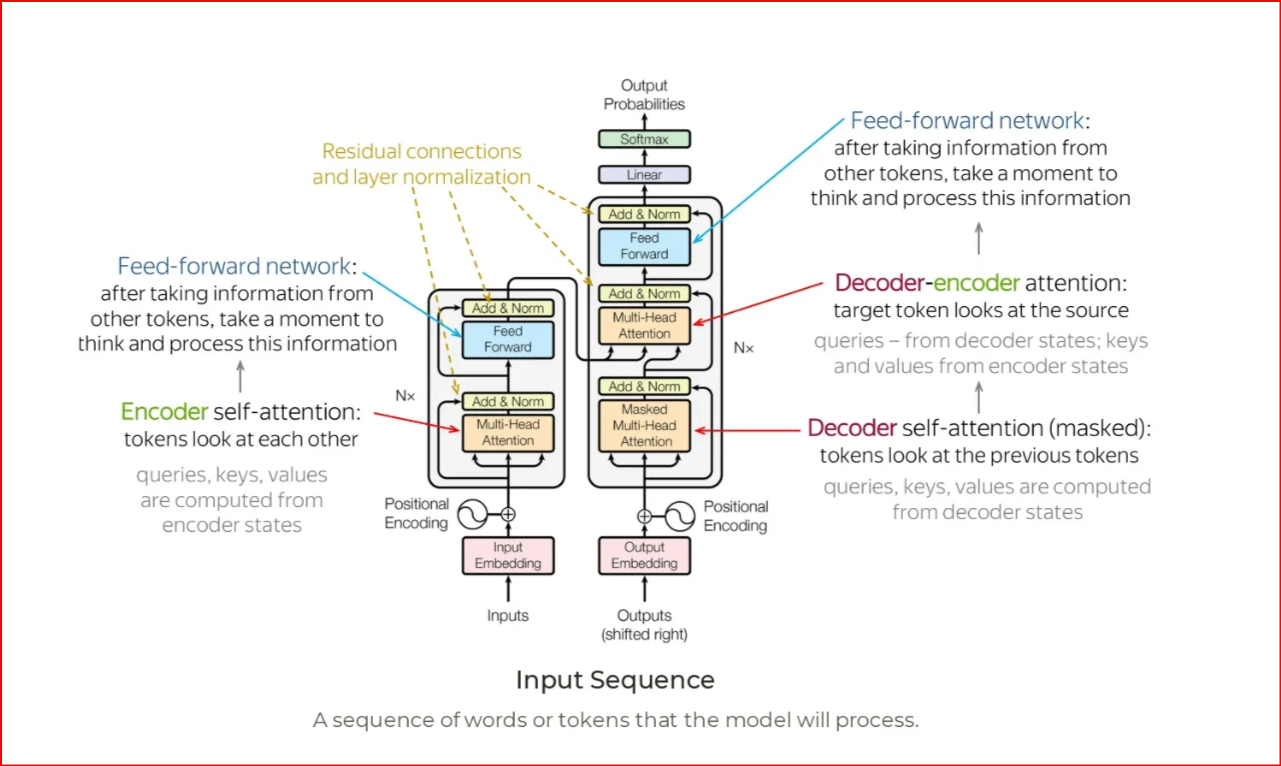 Output
Probabilities
Softmax
Linear
Add & Norm
Feed
Forward
Add & Norm
Multi-Head
Attention
Nx
Add & Norm
Masked
Multi-Head
Attention
Positional
Encoding
Output
Embedding
Outputs
(shifted right)
Residual connections
and layer normalization
Feed-forward network:
after taking information from
other tokens, take a moment to
think and process this information
Encoder self-attention:
tokens look at each other
queries, keys, values
are computed from
encoder states
Add & Norm
Feed
Forward
Nx
Add & Norm
Multi-Head
Attention
Positional
Encoding
Input
Embedding
Inputs
Feed-forward network:
after taking information from
other tokens, take a moment to
think and process this information
Decoder-encoder attention:
target token looks at the source
queries – from decoder states; keys
and values from encoder states
Decoder self-attention (masked):
tokens look at the previous tokens
queries, keys, values are computed
from decoder states
Input Sequence
A sequence of words or tokens that the model will process.